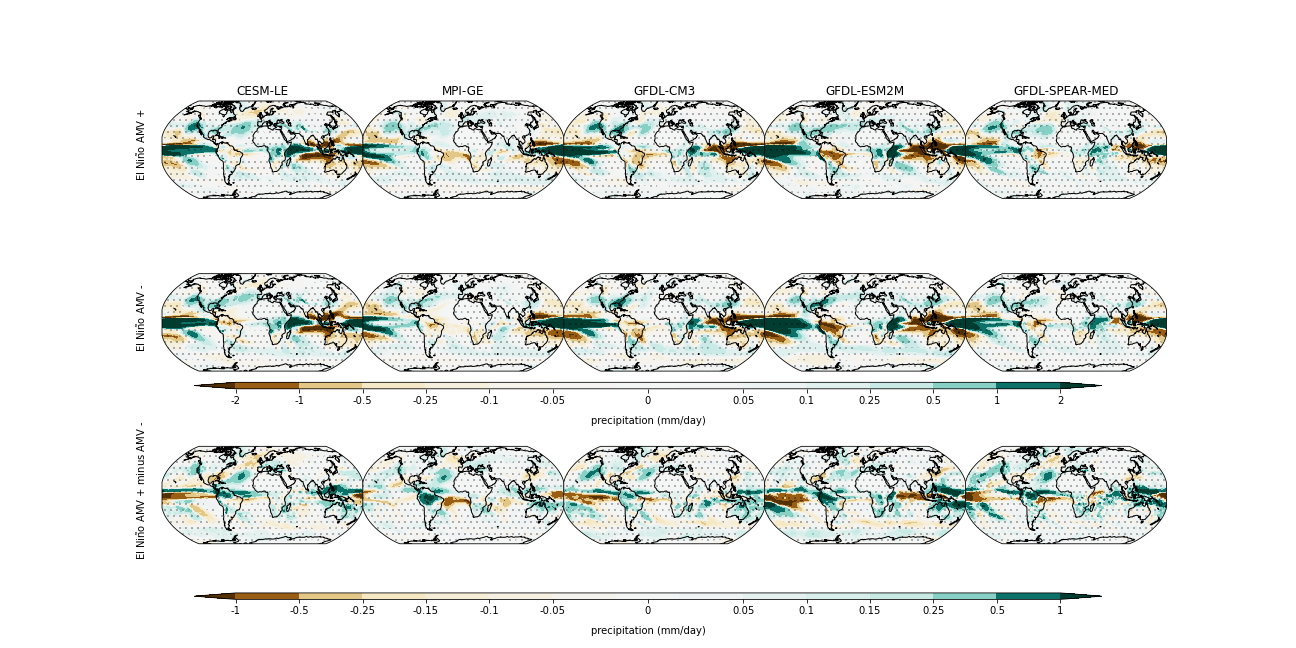 CESM-LE MPI-GE GFDL-CM3 GFDL-ESM2M GFDL-SPEAR-MED
El Niño AMV +
El Niño AMV -
-2 -1 -0.5 -0.25 -0.1 -0.05 0 0.05 0.1 0.25 0.5 1 2
precipitation (mm/day)
El Niño AMV + minus AMV -
-1 -0.5 -0.25 -0.15 -0.1 -0.05 0 0.05 0.1 0.15 0.25 0.5 1
precipitation (mm/day)